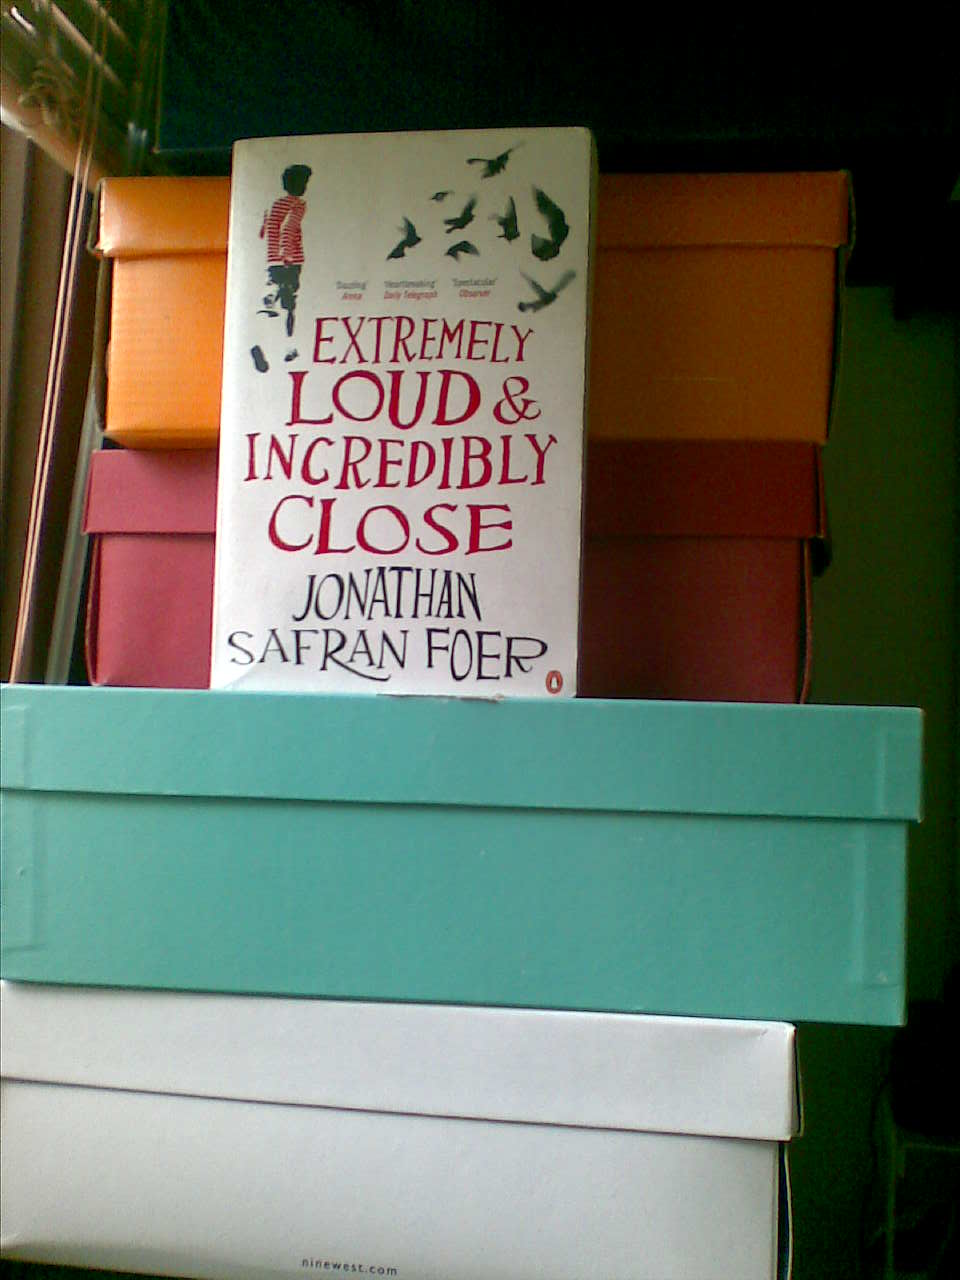 'Dazzling' 'Heartbreaking' 'Spectacular'
Arena Daily Telegraph Observer
EXTREMELY
LOUD &
INCREDIBLY
CLOSE
JONATHAN
SAFRAN FOER
ninewest.com